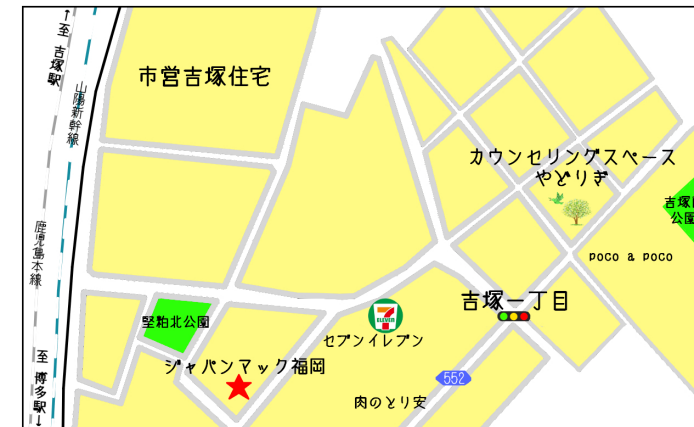 ↑至 吉塚駅
山陽新幹線
市営吉塚住宅
カウンセリングスペース
やどりぎ
吉塚
公園
poco a poco
鹿児島本線
吉塚一丁目
堅粕北公園
7
ELEVEN
セブンイレブン
ジャパンマック福岡
552
至 博多駅↓
肉のとり安